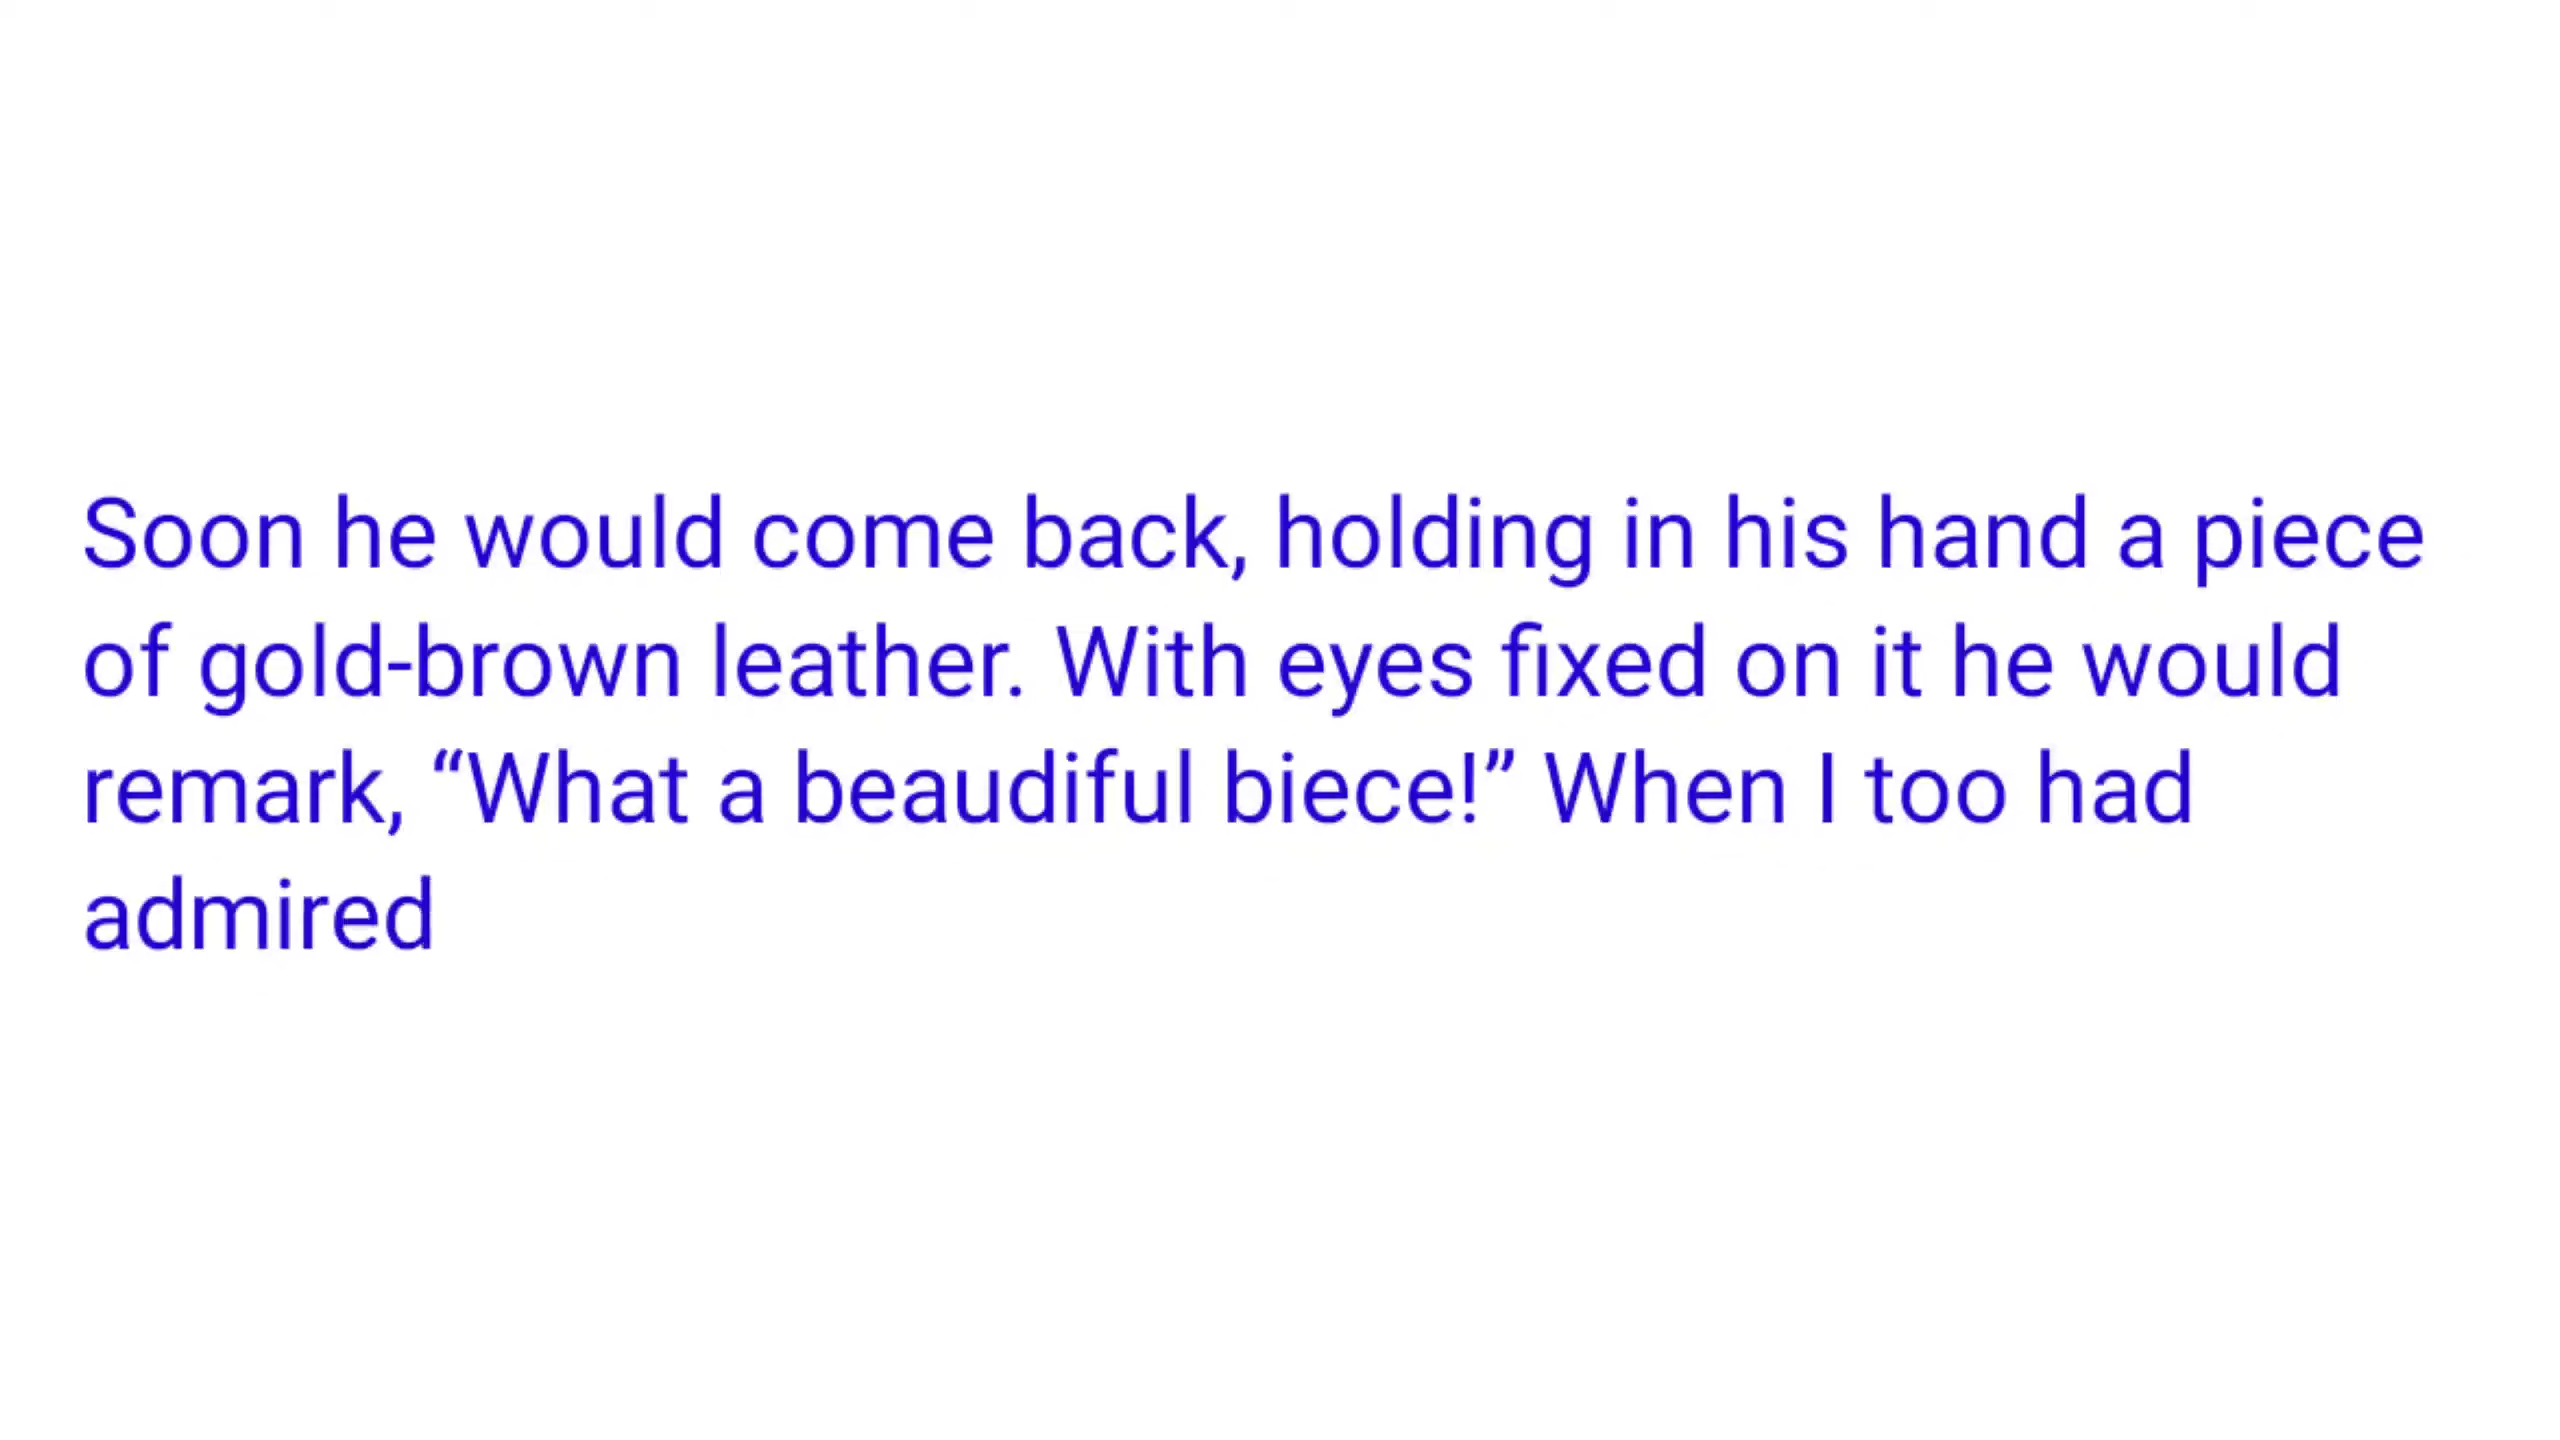 Soon he would come back, holding in his hand a piece
of gold-brown leather. With eyes fixed on it he would
remark, “What a beaudiful biece!” When I too had
admired